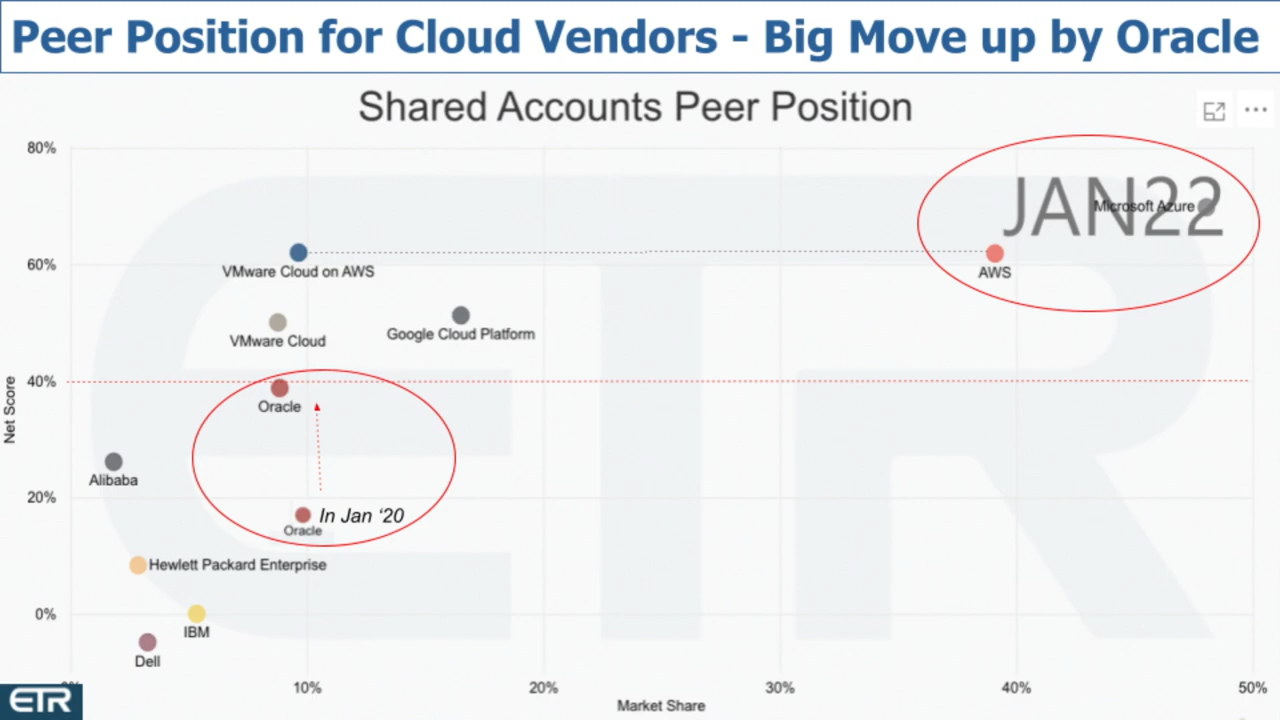 Peer Position for Cloud Vendors - Big Move up by Oracle
Shared Accounts Peer Position
80%
JAN22
Microsoft Azure
VMware Cloud on AWS
AWS
60%
Google Cloud Platform
VMware Cloud
40%
Oracle
Net Score
Alibaba
20%
In Jan ‘20
Oracle
Hewlett Packard Enterprise
0%
IBM
Dell
10%
20%
30%
40%
50%
Market Share
ETR
ETR